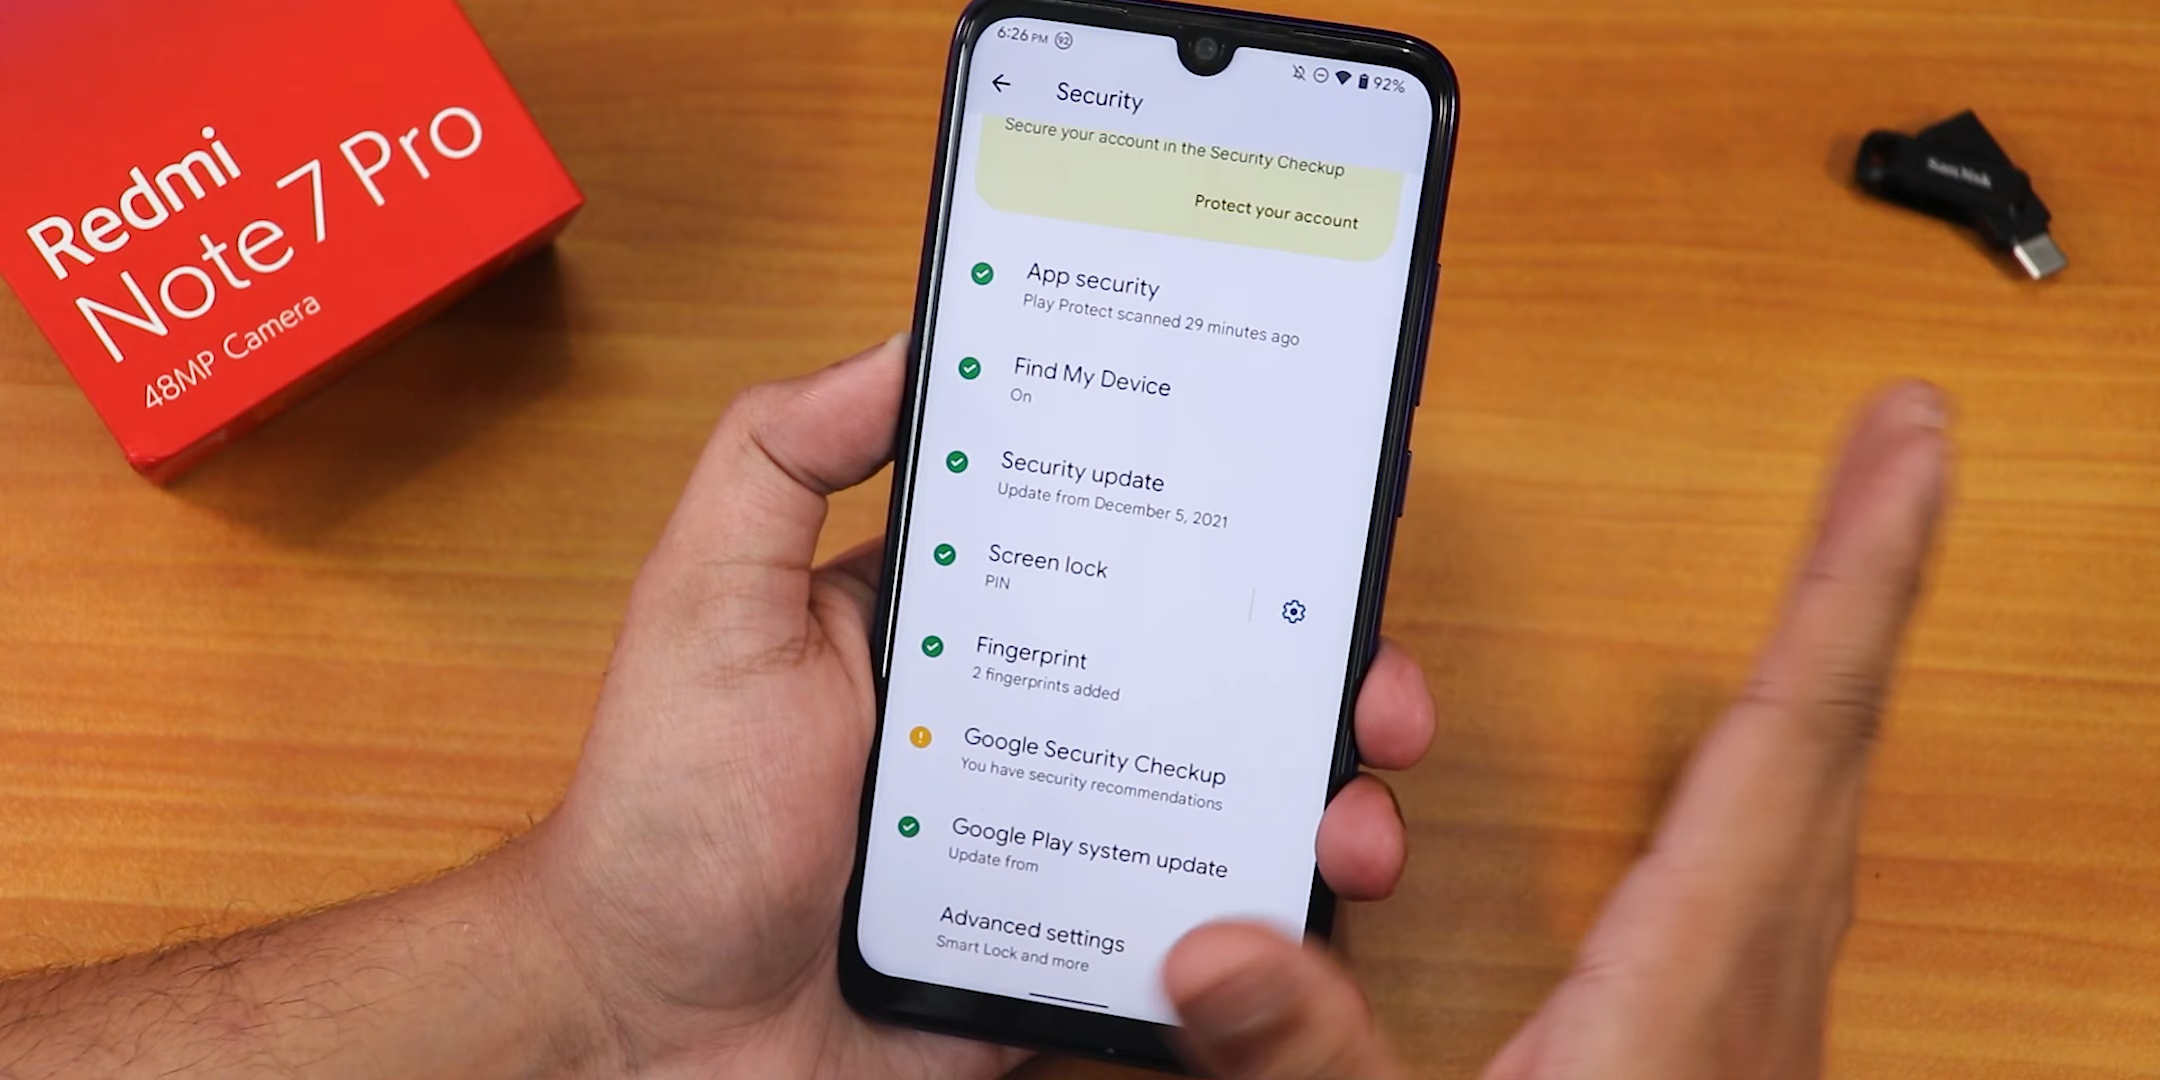 Redmi
Note 7 Pro
48MP Camera
6:26 PM 92
92%
Security
Secure your account in the Security Checkup
Protect your account
App security
Play Protect scanned 29 minutes ago
Find My Device
On
Security update
Update from December 5, 2021
Screen lock
PIN
Fingerprint
2 fingerprints added
Google Security Checkup
You have security recommendations
Google Play system update
Update from
Advanced settings
Smart Lock and more
SanDisk